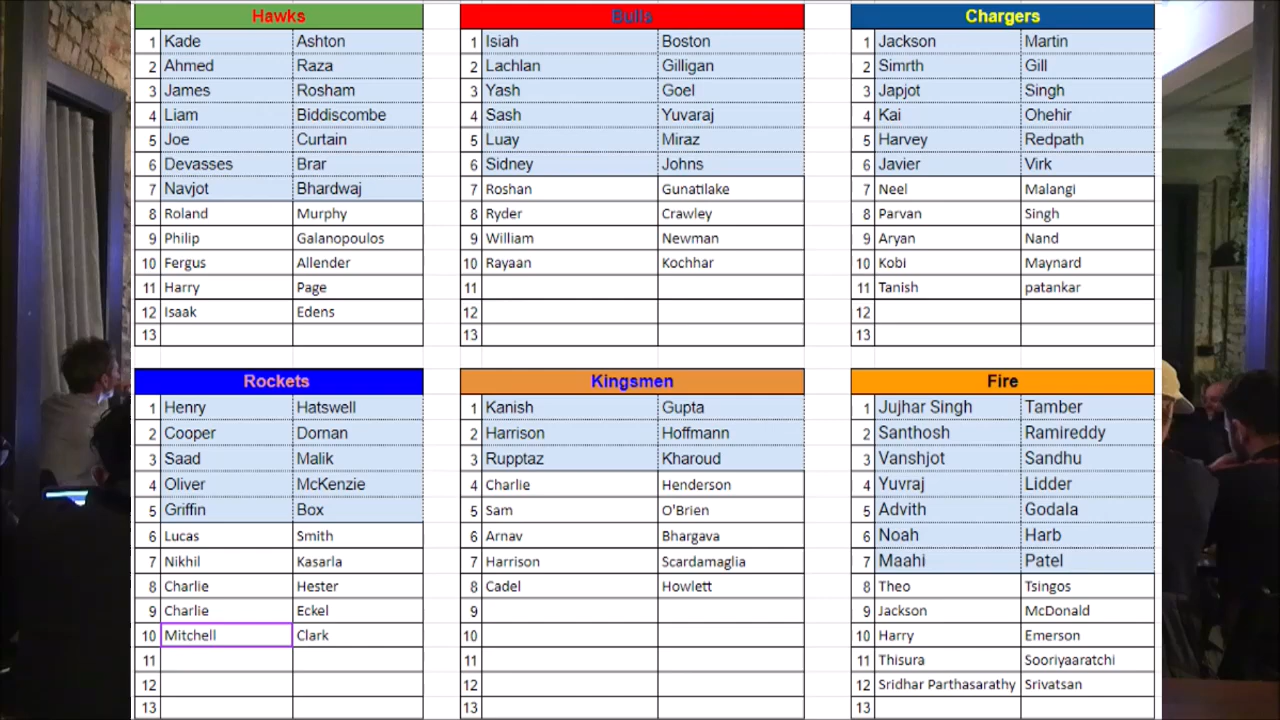 Hawks
1 Kade Ashton
2 Ahmed Raza
3 James Rosham
4 Liam Biddiscombe
5 Joe Curtain
6 Devasses Brar
7 Navjot Bhardwaj
8 Roland Murphy
9 Philip Galanopoulos
10 Fergus Allender
11 Harry Page
12 Isaak Edens
13
Bulls
1 Isiah Boston
2 Lachlan Gilligan
3 Yash Goel
4 Sash Yuvaraj
5 Luay Miraz
6 Sidney Johns
7 Roshan Gunatilake
8 Ryder Crawley
9 William Newman
10 Rayaan Kochhar
11
12
13
Chargers
1 Jackson Martin
2 Simrth Gill
3 Japjot Singh
4 Kai Ohehir
5 Harvey Redpath
6 Javier Virk
7 Neel Malangi
8 Parvan Singh
9 Aryan Nand
10 Kobi Maynard
11 Tanish patankar
12
13
Rockets
1 Henry Hatswell
2 Cooper Dornan
3 Saad Malik
4 Oliver McKenzie
5 Griffin Box
6 Lucas Smith
7 Nikhil Kasarla
8 Charlie Hester
9 Charlie Eckel
10 Mitchell Clark
11
12
13
Kingsmen
1 Kanish Gupta
2 Harrison Hoffmann
3 Rupptaz Kharoud
4 Charlie Henderson
5 Sam O'Brien
6 Arnav Bhargava
7 Harrison Scardamaglia
8 Cadel Howlett
9
10
11
12
13
Fire
1 Jujhar Singh Tamber
2 Santhosh Ramireddy
3 Vanshjot Sandhu
4 Yuvraj Lidder
5 Advith Godala
6 Noah Harb
7 Maahi Patel
8 Theo Tsingos
9 Jackson McDonald
10 Harry Emerson
11 Thisura Sooriyaaratchi
12 Sridhar Parthasarathy Srivatsan
13